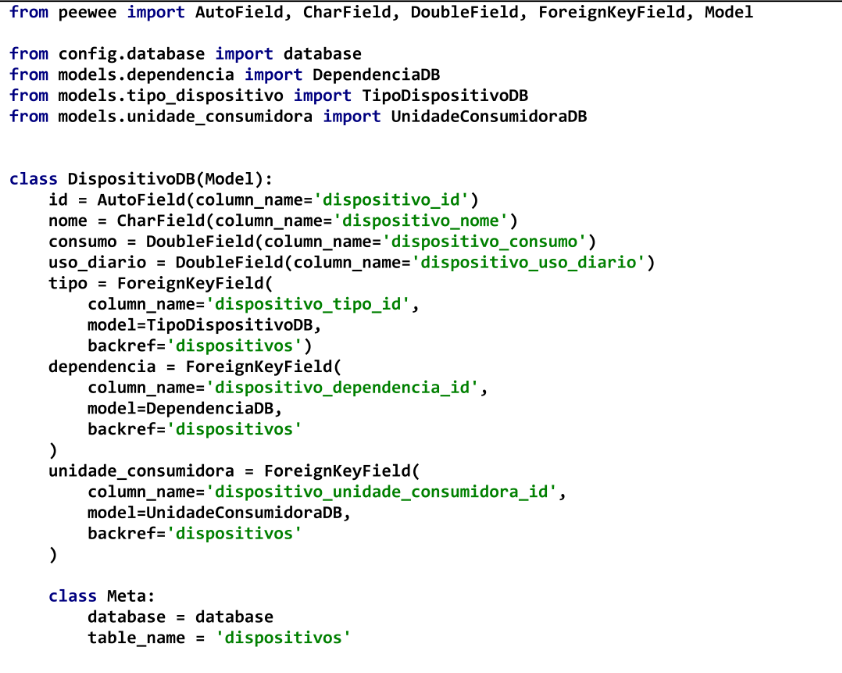 from peewee import AutoField, CharField, DoubleField, ForeignKeyField, Model

from config.database import database
from models.dependencia import DependenciaDB
from models.tipo_dispositivo import TipoDispositivoDB
from models.unidade_consumidora import UnidadeConsumidoraDB


class DispositivoDB(Model):
    id = AutoField(column_name='dispositivo_id')
    nome = CharField(column_name='dispositivo_nome')
    consumo = DoubleField(column_name='dispositivo_consumo')
    uso_diario = DoubleField(column_name='dispositivo_uso_diario')
    tipo = ForeignKeyField(
        column_name='dispositivo_tipo_id',
        model=TipoDispositivoDB,
        backref='dispositivos')
    dependencia = ForeignKeyField(
        column_name='dispositivo_dependencia_id',
        model=DependenciaDB,
        backref='dispositivos'
    )
    unidade_consumidora = ForeignKeyField(
        column_name='dispositivo_unidade_consumidora_id',
        model=UnidadeConsumidoraDB,
        backref='dispositivos'
    )

    class Meta:
        database = database
        table_name = 'dispositivos'